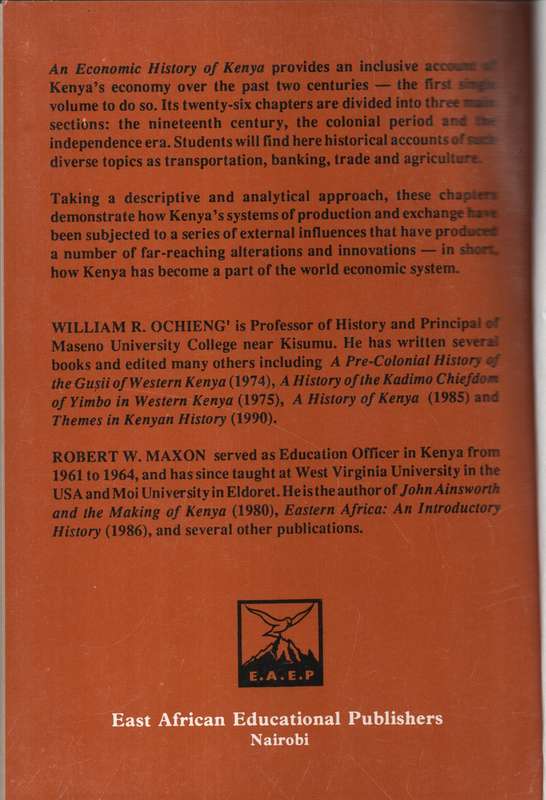 An Economic History of Kenya provides an inclusive account of
Kenya's economy over the past two centuries — the first single
volume to do so. Its twenty-six chapters are divided into three main
sections: the nineteenth century, the colonial period and the
independence era. Students will find here historical accounts of such
diverse topics as transportation, banking, trade and agriculture.
Taking a descriptive and analytical approach, these chapters
demonstrate how Kenya's systems of production and exchange have
been subjected to a series of external influences that have produced
a number of far-reaching alterations and innovations — in short,
how Kenya has become a part of the world economic system.
WILLIAM R. OCHIENG' is Professor of History and Principal of
Maseno University College near Kisumu. He has written several
books and edited many others including A Pre-Colonial History of
the Gusii of Western Kenya (1974), A History of the Kadimo Chiefdom
of Yimbo in Western Kenya (1975), A History of Kenya (1985) and
Themes in Kenyan History (1990).
ROBERT W. MAXON served as Education Officer in Kenya from
1961 to 1964, and has since taught at West Virginia University in the
USA and Moi University in Eldoret. He is the author of John Ainsworth
and the Making of Kenya (1980), Eastern Africa: An Introductory
History (1986), and several other publications.
E.A.E.P
East African Educational Publishers
Nairobi